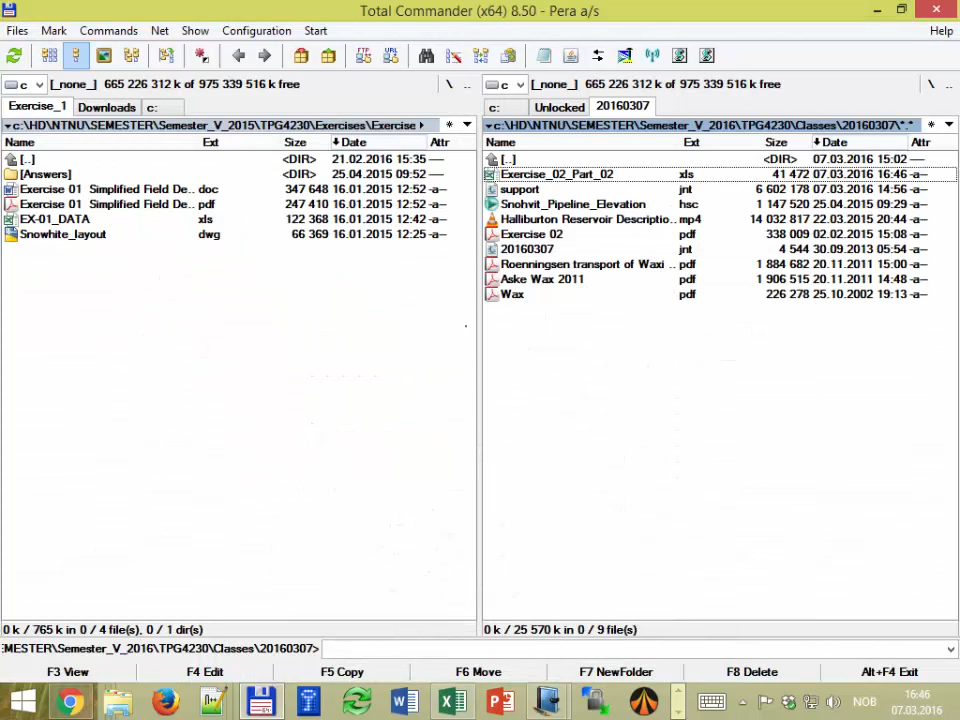 Total Commander (x64) 8.50 - Pera a/s
Files Mark Commands Net Show Configuration Start Help
FTP URL
c [_none_] 665 226 312 k of 975 339 516 k free \ ..
Exercise_1 Downloads c:
c:\HD\NTNU\SEMESTER\Semester_V_2015\TPG4230\Exercises\Exercise * 
Name Ext Size Date Attr
[..] <DIR> 21.02.2016 15:35 ----
[Answers] <DIR> 25.04.2015 09:52 ----
Exercise 01 Simplified Field De.. doc 347 648 16.01.2015 12:52 -a--
Exercise 01 Simplified Field De.. pdf 247 410 16.01.2015 12:52 -a--
EX-01_DATA xls 122 368 16.01.2015 12:42 -a--
Snowhite_layout dwg 66 369 16.01.2015 12:25 -a--
0 k / 765 k in 0 / 4 file(s), 0 / 1 dir(s)
c [_none_] 665 226 312 k of 975 339 516 k free \ ..
c: Unlocked 20160307
c:\HD\NTNU\SEMESTER\Semester_V_2016\TPG4230\Classes\20160307\*.* *
Name Ext Size Date Attr
[..] <DIR> 07.03.2016 15:02 ----
Exercise_02_Part_02 xls 41 472 07.03.2016 16:46 -a--
support jnt 6 602 178 07.03.2016 14:56 -a--
Snohvit_Pipeline_Elevation hsc 1 147 520 25.04.2015 09:29 -a--
Halliburton Reservoir Descriptio.. mp4 14 032 817 22.03.2015 20:44 -a--
Exercise 02 pdf 338 009 02.02.2015 15:08 -a--
20160307 jnt 4 544 30.09.2013 05:54 -a--
Roenningsen transport of Waxi .. pdf 1 884 682 20.11.2011 15:00 -a--
Aske Wax 2011 pdf 1 906 515 20.11.2011 14:48 -a--
Wax pdf 226 278 25.10.2002 19:13 -a--
0 k / 25 570 k in 0 / 9 file(s)
MESTER\Semester_V_2016\TPG4230\Classes\20160307>
F3 View F4 Edit F5 Copy F6 Move F7 NewFolder F8 Delete Alt+F4 Exit
NOB
16:46
07.03.2016